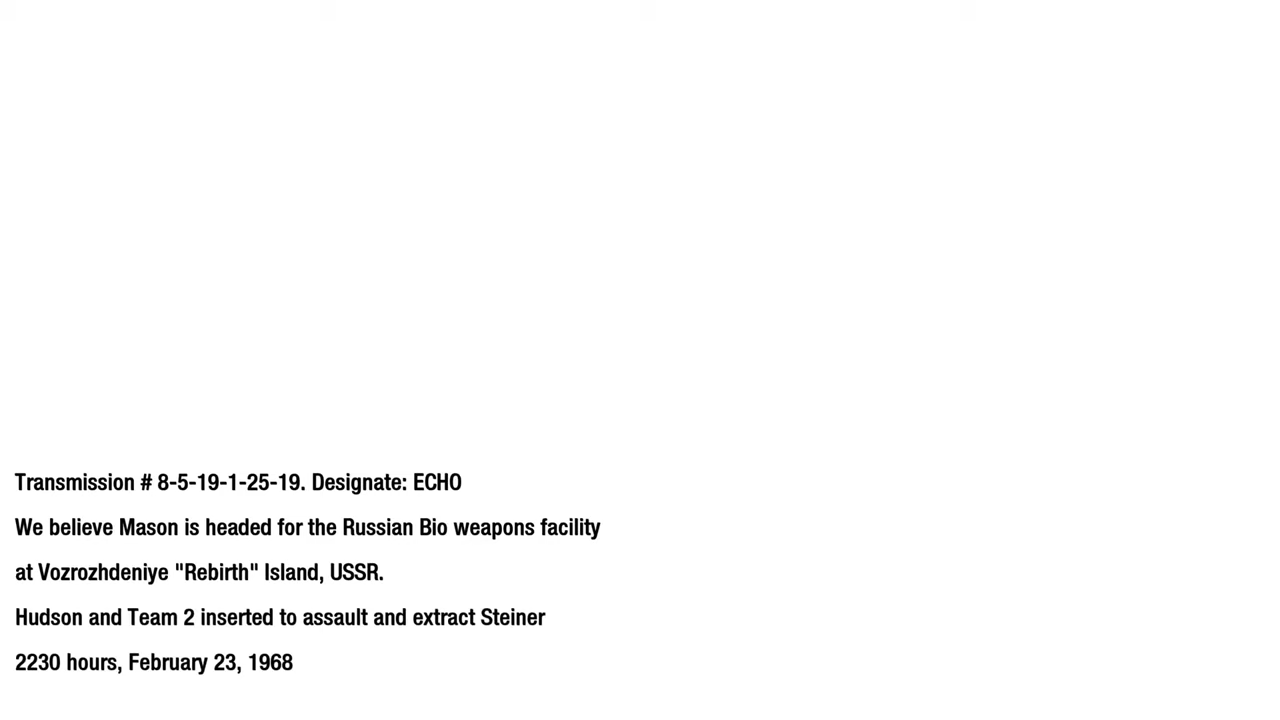 Transmission # 8-5-19-1-25-19. Designate: ECHO
We believe Mason is headed for the Russian Bio weapons facility
at Vozrozhdeniye "Rebirth" Island, USSR.
Hudson and Team 2 inserted to assault and extract Steiner
2230 hours, February 23, 1968